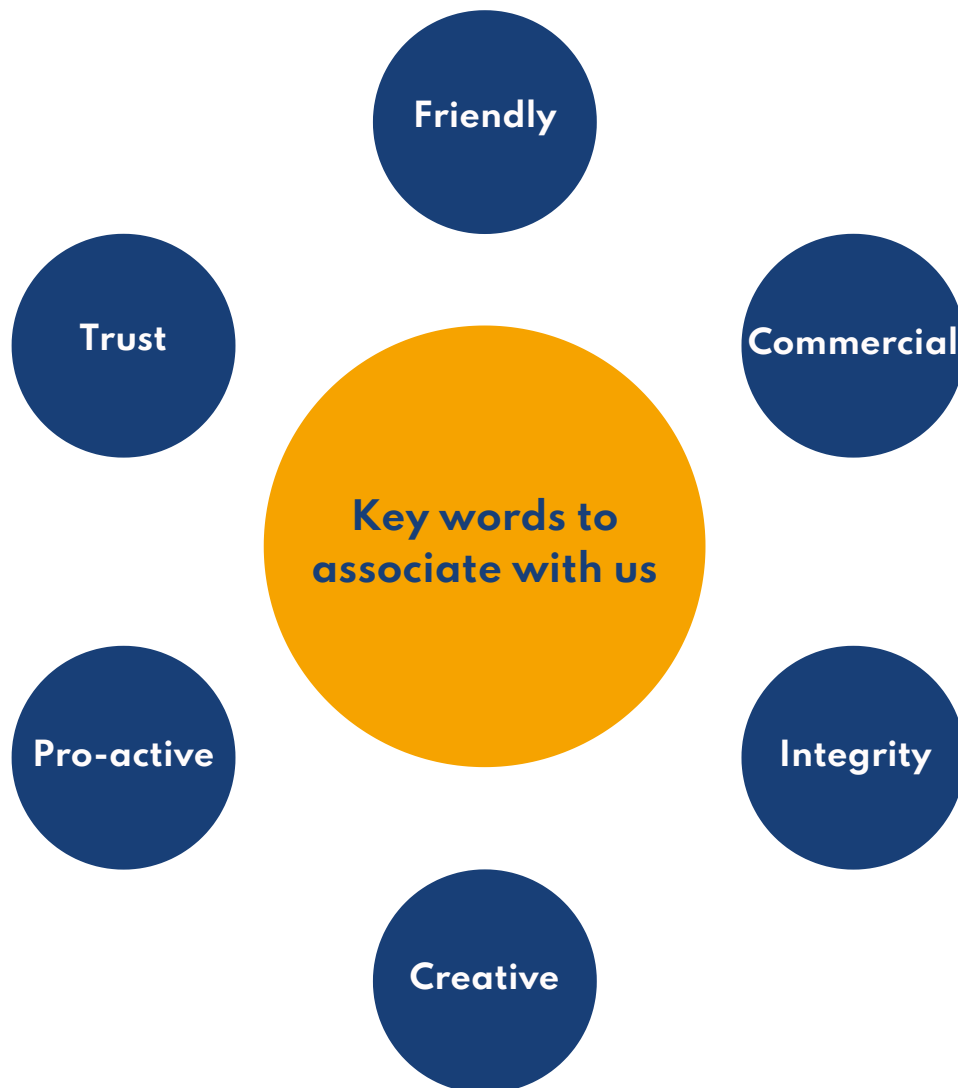 Friendly
Trust
Commercial
Key words to
associate with us
Pro-active
Integrity
Creative